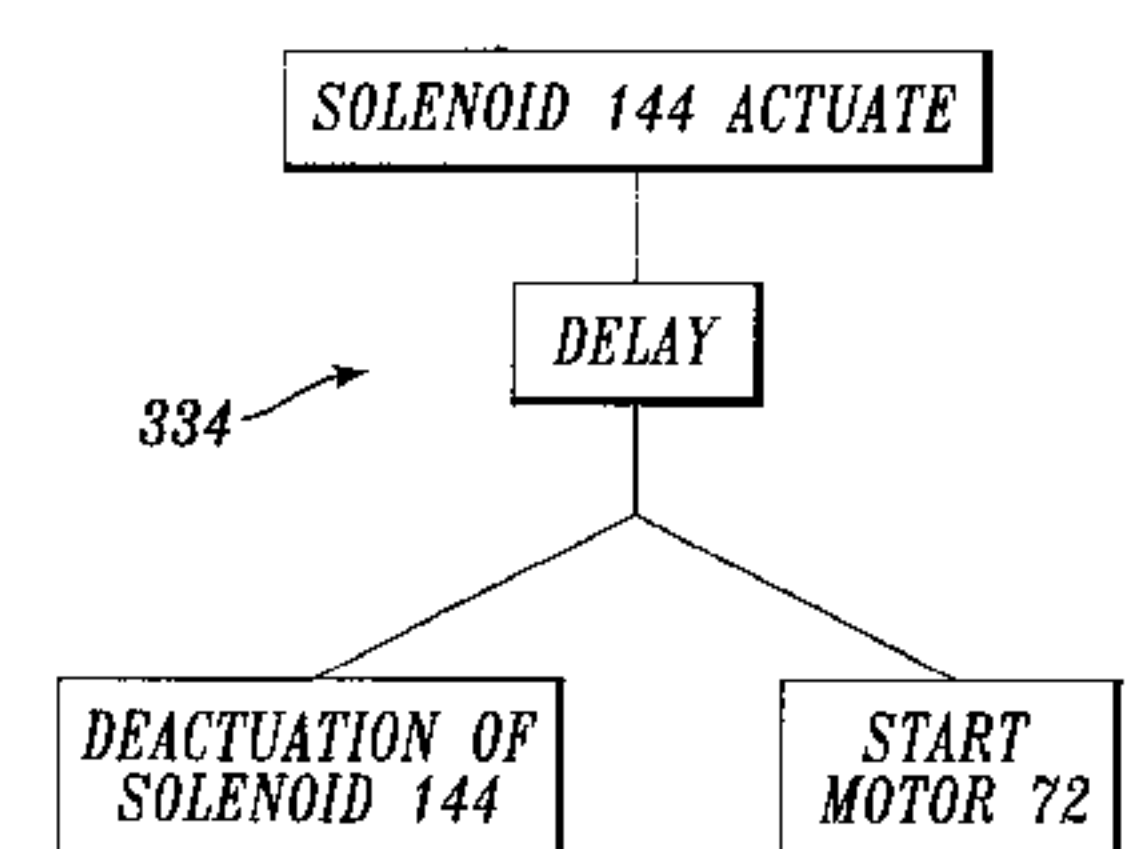 SOLENOID 144 ACTUATE
DELAY
334
DEACTUATION OF
SOLENOID 144
START
MOTOR 72